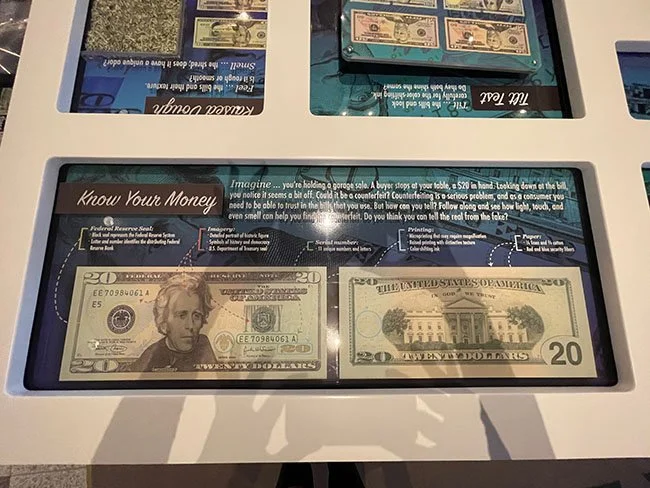 Raised Dough
Feel ... the bills and their texture.
Is it rough or smooth?
Smell ... the shred; does it have a unique odor?
Tilt Test
Tilt ... the bills and look
carefully for the color-shifting ink.
Do they both shine the same?
Know Your Money
Imagine ... you're holding a garage sale. A buyer stops at your table, a $20 in hand. Looking down at the bill,
you notice it seems a bit off. Could it be a counterfeit? Counterfeiting is a serious problem, and as a consumer you
need to be able to trust in the bills that you use. But how can you tell? Follow along and see how light, touch, and
even smell can help you find a counterfeit. Do you think you can tell the real from the fake?
Federal Reserve Seal:
Black seal represents the Federal Reserve System
Letter and number identifies the distributing Federal
Reserve Bank
Imagery:
Detailed portrait of historic figure
Symbols of history and democracy
U.S. Department of Treasury seal
Serial number:
11 unique numbers and letters
Printing:
Microprinting that may require magnification
Raised printing with distinctive texture
Color-shifting ink
Paper:
Red and blue security fibers
20 FEDERAL RESERVE NOTE 20
THE
UNITED STATES
OF AMERICA
EE 70984061 A
E5
EE 70984061 A
20 TWENTY DOLLARS 20
THE UNITED STATES OF AMERICA
IN GOD WE TRUST
20 TWENTY DOLLARS 20